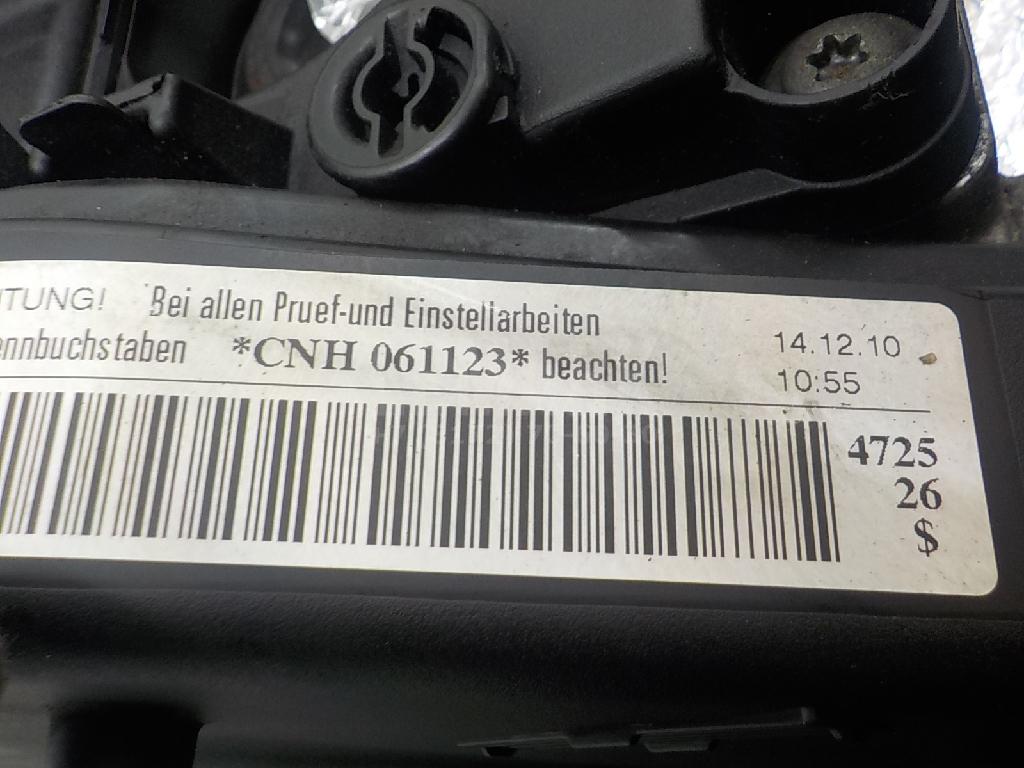 TUNG! Bei allen Pruef-und Einstellarbeiten
nnbuchstaben *CNH 061123* beachten!
14.12.10
10:55
4725
26
$